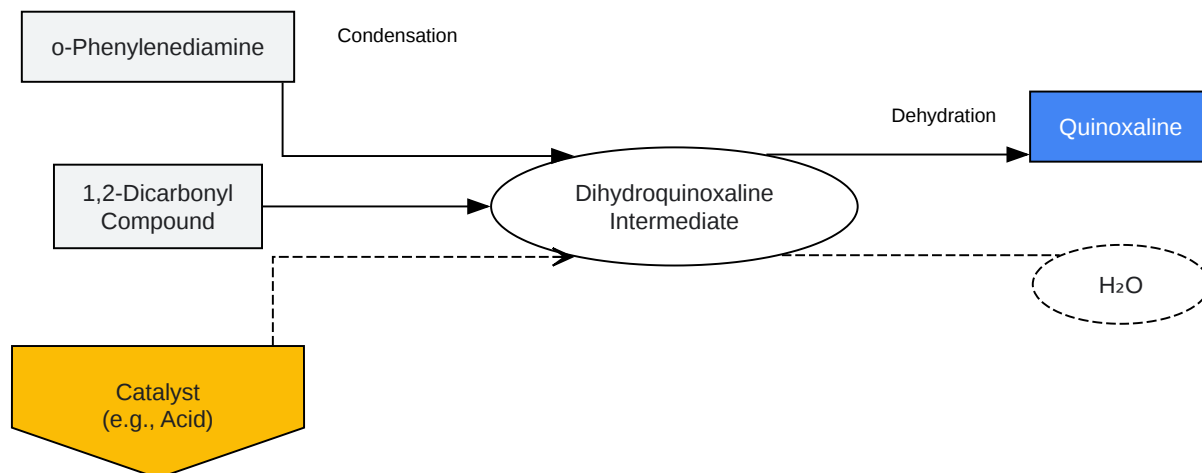 o-Phenylenediamine
Condensation
Dehydration
Quinoxaline
1,2-Dicarbonyl
Compound
Dihydroquinoxaline
Intermediate
H₂O
Catalyst
(e.g., Acid)